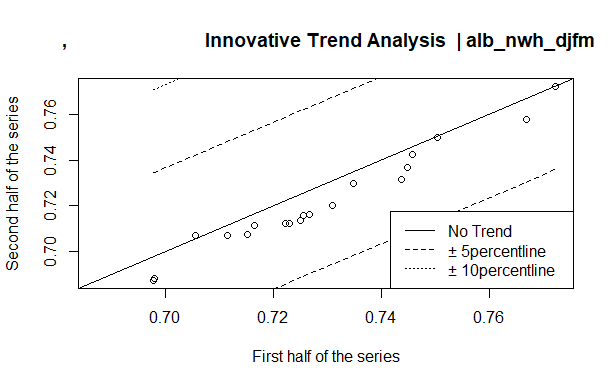 , Innovative Trend Analysis | alb_nwh_djfm
Second half of the series
0.76
0.74
0.72
0.70
No Trend
± 5percentline
± 10percentline
0.70 0.72 0.74 0.76
First half of the series